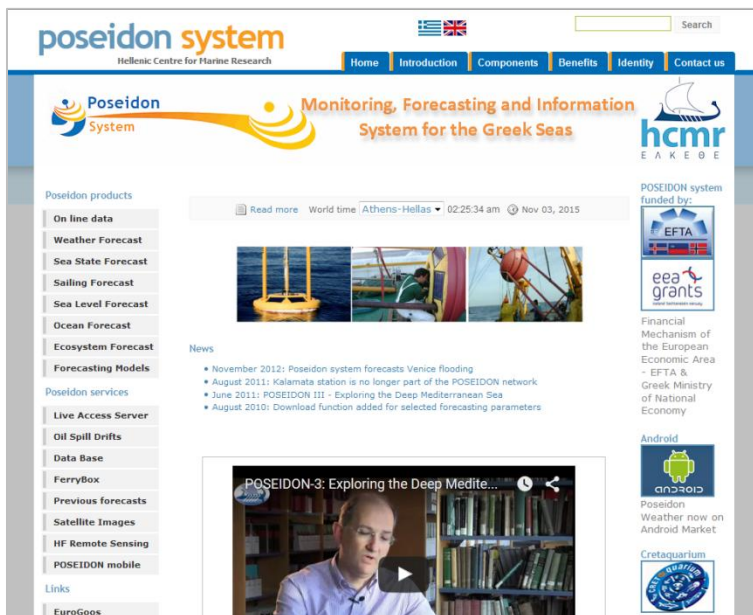 poseidon system
Hellenic Centre for Marine Research
Search
Home
Introduction
Components
Benefits
Identity
Contact us
Poseidon
System
Monitoring, Forecasting and Information
System for the Greek Seas
hcmr
ΕΛΚΕΘΕ
Poseidon products
On line data
Weather Forecast
Sea State Forecast
Sailing Forecast
Sea Level Forecast
Ocean Forecast
Ecosystem Forecast
Forecasting Models
Poseidon services
Live Access Server
Oil Spill Drifts
Data Base
FerryBox
Previous forecasts
Satellite Images
HF Remote Sensing
POSEIDON mobile
Links
EuroGoos
Read more World time Athens-Hellas 02:25:34 am Nov 03, 2015
News
November 2012: Poseidon system forecasts Venice flooding
August 2011: Kalamata station is no longer part of the POSEIDON network
June 2011: POSEIDON III - Exploring the Deep Mediterranean Sea
August 2010: Download function added for selected forecasting parameters
POSEIDON-3: Exploring the Deep Medite...
POSEIDON system
funded by:
EFTA
eea
grants
Financial
Mechanism of
the European
Economic Area
- EFTA &
Greek Ministry
of National
Economy
Android
ANDROID
Poseidon
Weather now on
Android Market
Cretaquarium